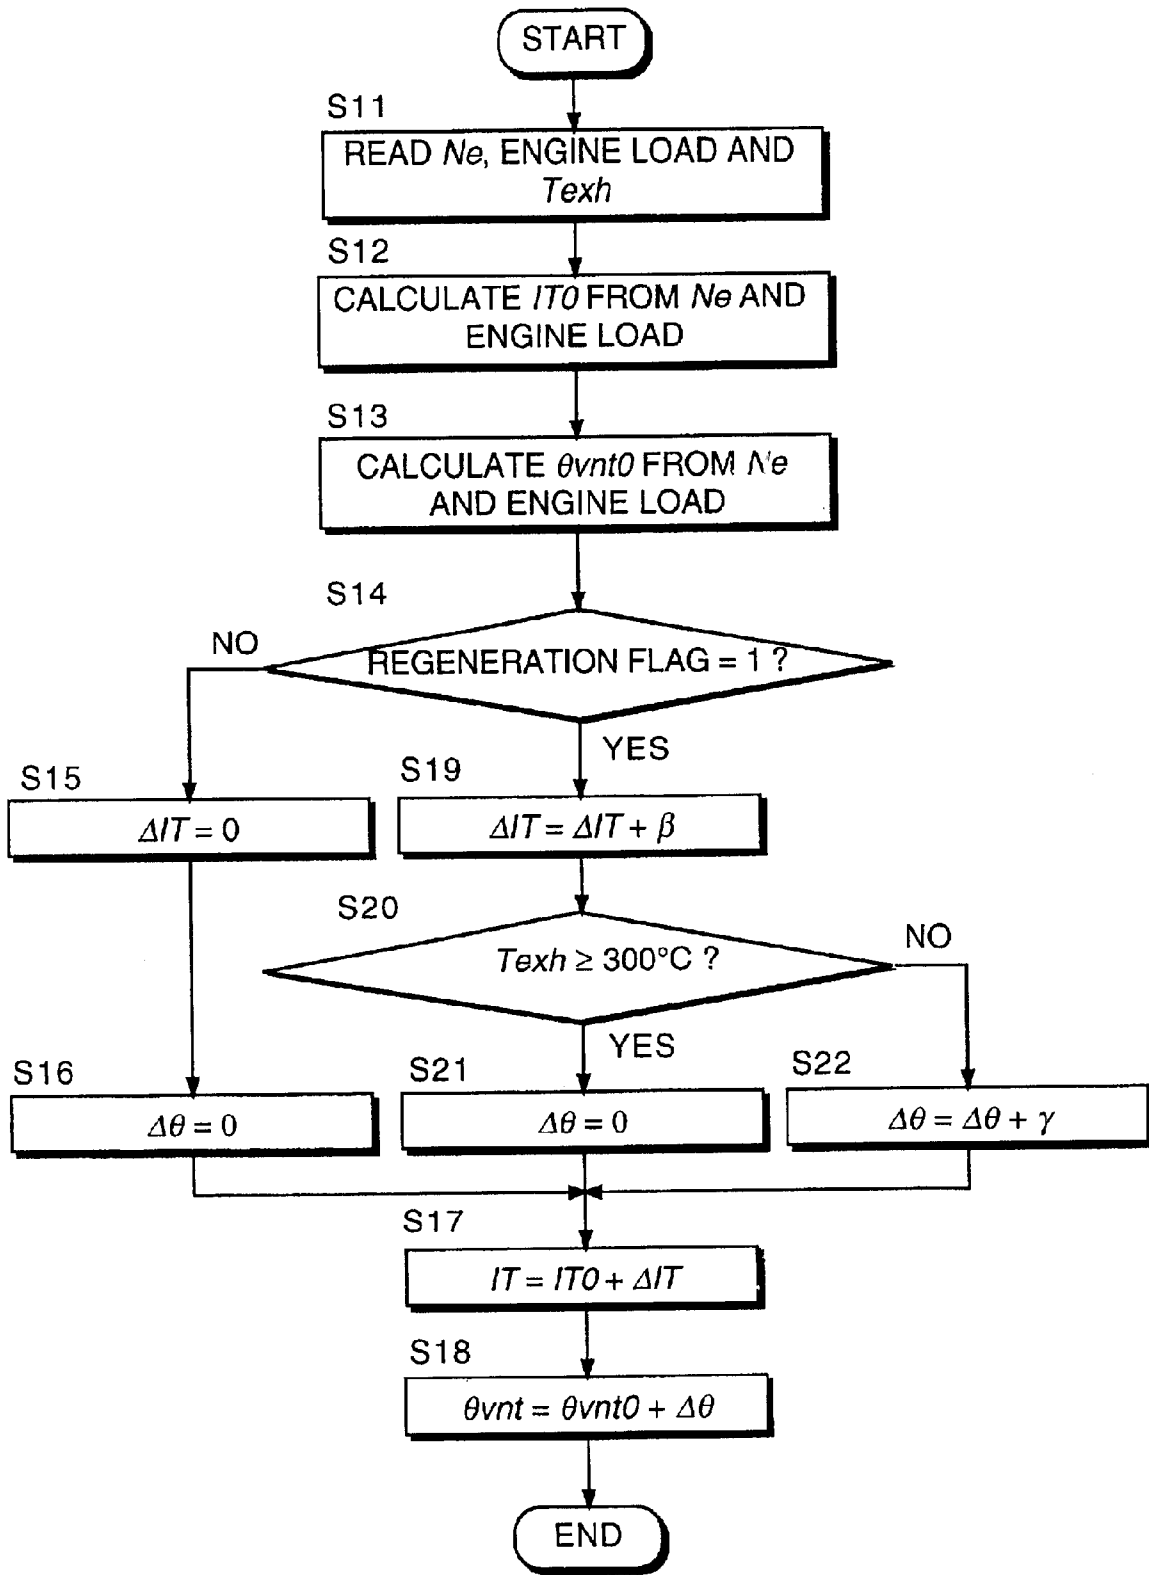 START
S11
READ Ne, ENGINE LOAD AND
Texh
S12
CALCULATE IT0 FROM Ne AND
ENGINE LOAD
S13
CALCULATE θvnt0 FROM Ne
AND ENGINE LOAD
S14
NO
REGENERATION FLAG = 1 ?
YES
S15
ΔIT = 0
S19
ΔIT = ΔIT + β
S20
Texh ≥ 300°C ?
NO
YES
S16
Δθ = 0
S21
Δθ = 0
S22
Δθ = Δθ + γ
S17
IT = IT0 + ΔIT
S18
θvnt = θvnt0 + Δθ
END